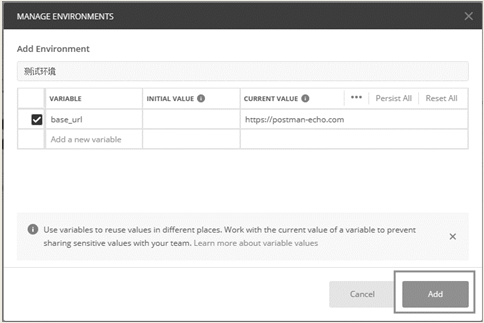 MANAGE ENVIRONMENTS
Add Environment
测试环境
VARIABLE INITIAL VALUE CURRENT VALUE ••• Persist All Reset All
base_url https://postman-echo.com
Add a new variable
Use variables to reuse values in different places. Work with the current value of a variable to prevent
sharing sensitive values with your team. Learn more about variable values
Cancel Add